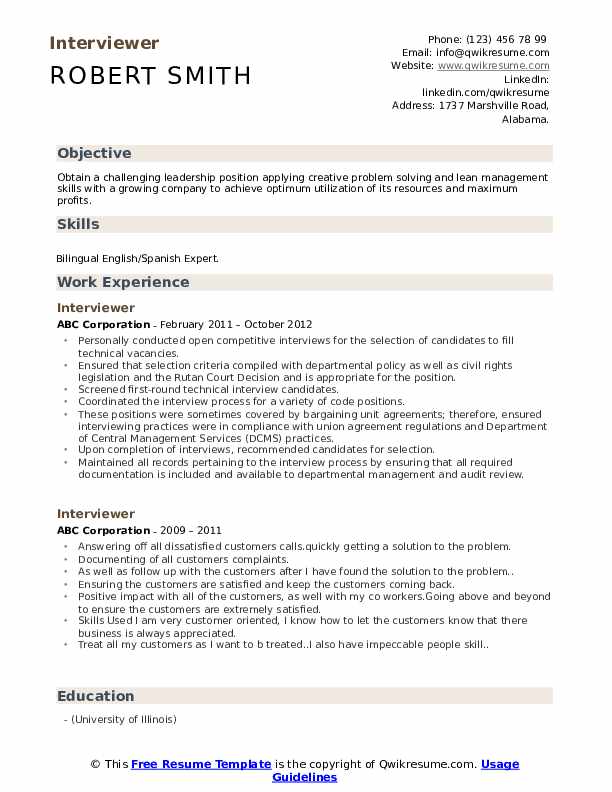 Interviewer
ROBERT SMITH
Phone: (123) 456 78 99
Email: info@qwikresume.com
Website: www.qwikresume.com
LinkedIn:
linkedin.com/qwikresume
Address: 1737 Marshville Road,
Alabama.
Objective
Obtain a challenging leadership position applying creative problem solving and lean management
skills with a growing company to achieve optimum utilization of its resources and maximum
profits.
Skills
Bilingual English/Spanish Expert.
Work Experience
Interviewer
ABC Corporation - February 2011 – October 2012
• Personally conducted open competitive interviews for the selection of candidates to fill
technical vacancies.
• Ensured that selection criteria compiled with departmental policy as well as civil rights
legislation and the Rutan Court Decision and is appropriate for the position.
• Screened first-round technical interview candidates.
• Coordinated the interview process for a variety of code positions.
• These positions were sometimes covered by bargaining unit agreements; therefore, ensured
interviewing practices were in compliance with union agreement regulations and Department
of Central Management Services (DCMS) practices.
• Upon completion of interviews, recommended candidates for selection.
• Maintained all records pertaining to the interview process by ensuring that all required
documentation is included and available to departmental management and audit review.
Interviewer
ABC Corporation - 2009 – 2011
• Answering off all dissatisfied customers calls.quickly getting a solution to the problem.
• Documenting of all customers complaints.
• As well as follow up with the customers after I have found the solution to the problem..
• Ensuring the customers are satisfied and keep the customers coming back.
• Positive impact with all of the customers, as well with my co workers.Going above and beyond
to ensure the customers are extremely satisfied.
• Skills Used I am very customer oriented, I know how to let the customers know that there
business is always appreciated.
• Treat all my customers as I want to b treated..I also have impeccable people skill..
Education
- (University of Illinois)
© This Free Resume Template is the copyright of Qwikresume.com. Usage
Guidelines